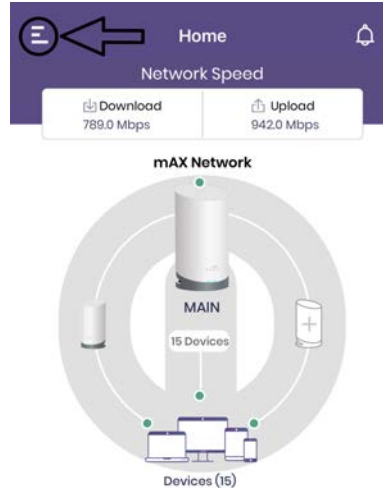 Home
Network Speed
Download
Upload
789.0 Mbps
942.0 Mbps
mAX Network
MAIN
15 Devices
Devices (15)